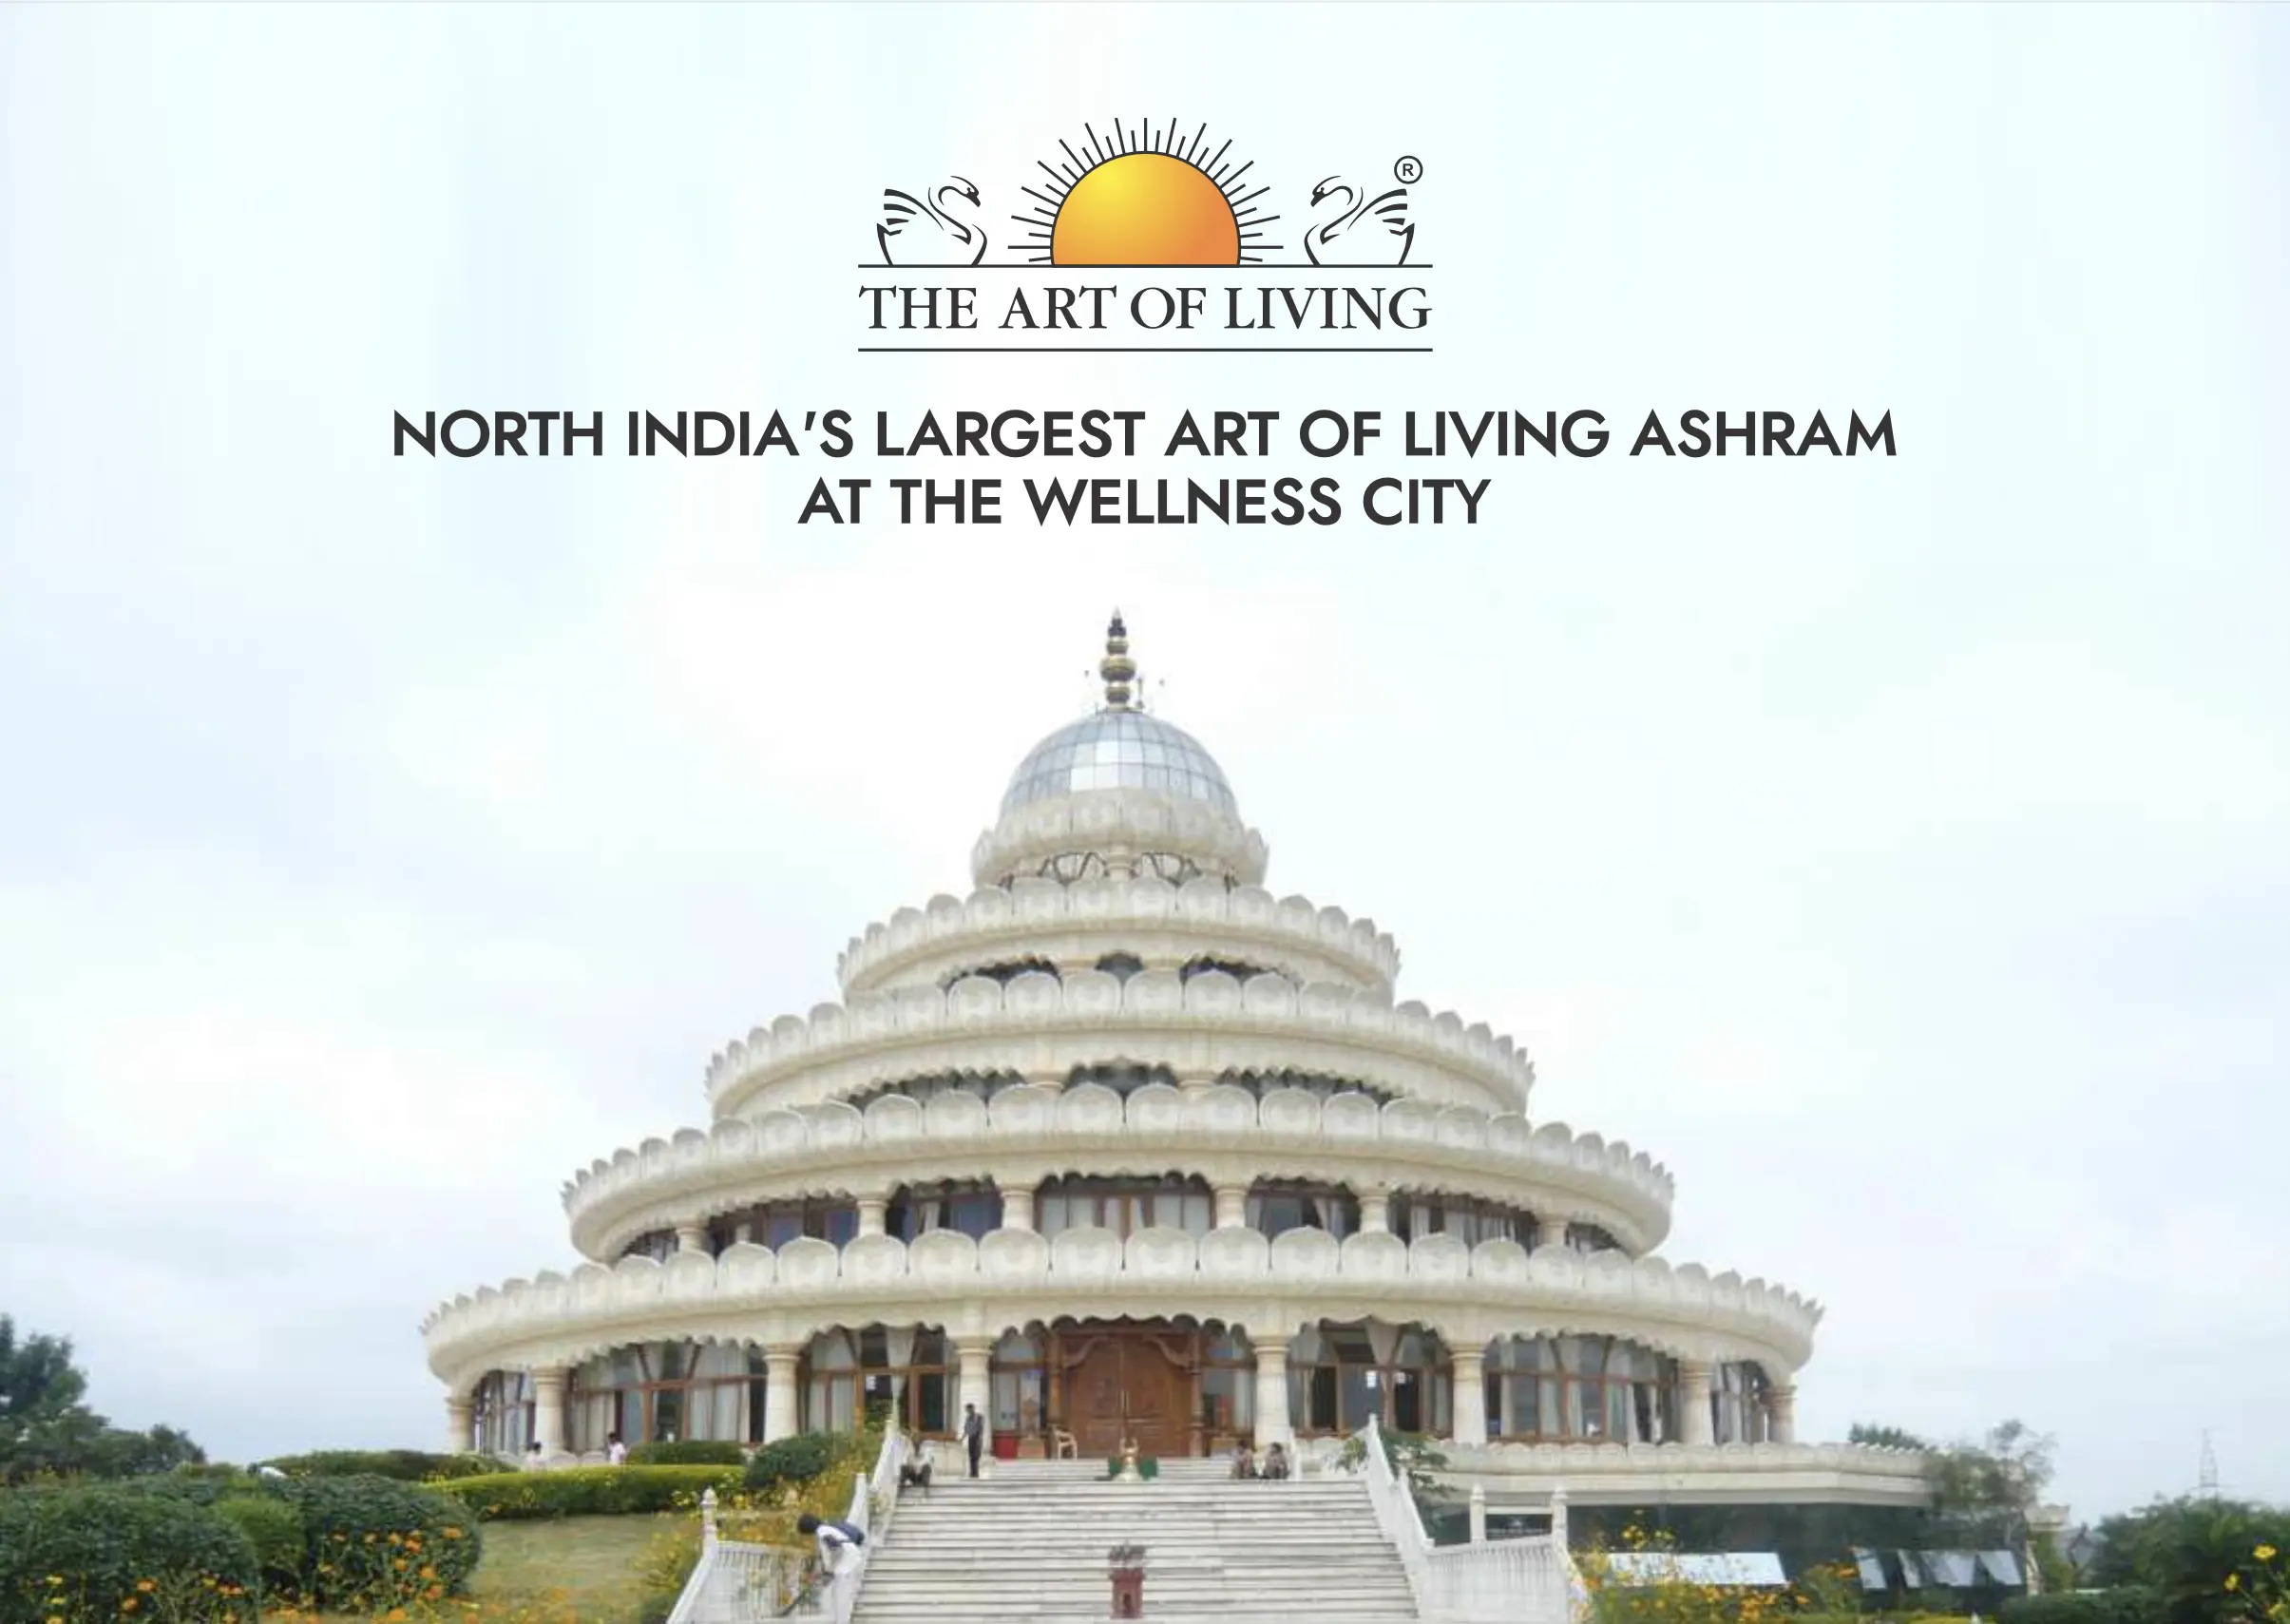 ®
THE ART OF LIVING
NORTH INDIA'S LARGEST ART OF LIVING ASHRAM
AT THE WELLNESS CITY